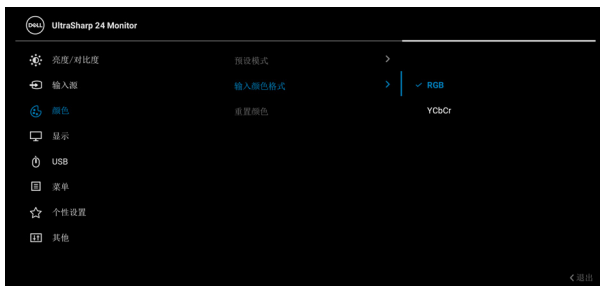 DELL UltraSharp 24 Monitor
亮度/对比度 预设模式
输入源 输入颜色格式 RGB
颜色 重置颜色 YCbCr
显示
USB
菜单
个性设置
其他
退出